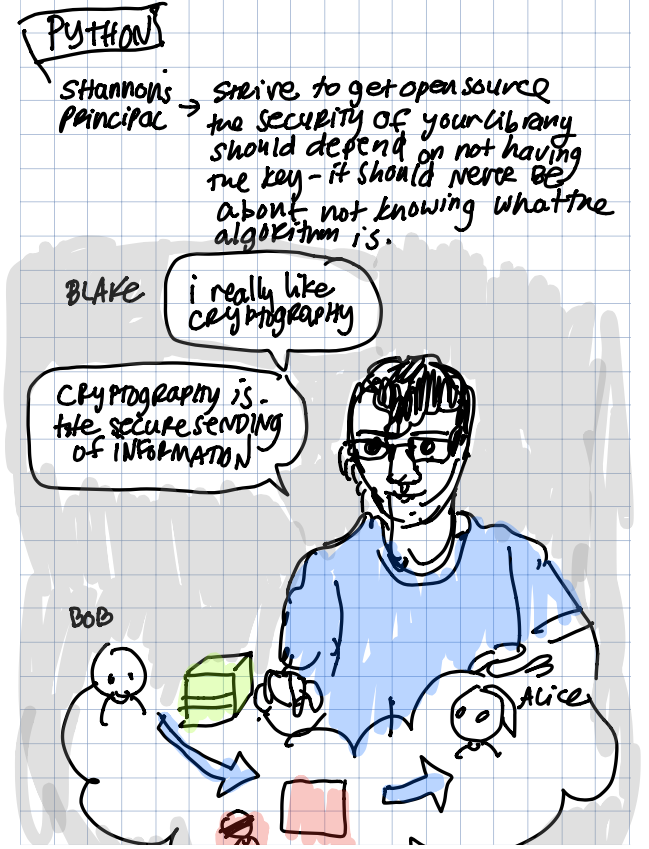 PYTHON
SHANNON'S PRINCIPAL → STRIVE to get open source
the SECURITY OF your library
should depend on not having
the key - it should NEVER BE
about not knowing what the
algorithm is.
BLAKE
i really like
CRYPTOGRAPHY
CRYPTOGRAPHY is
the SECURE SENDING
of INFORMATION
BOB
Alice